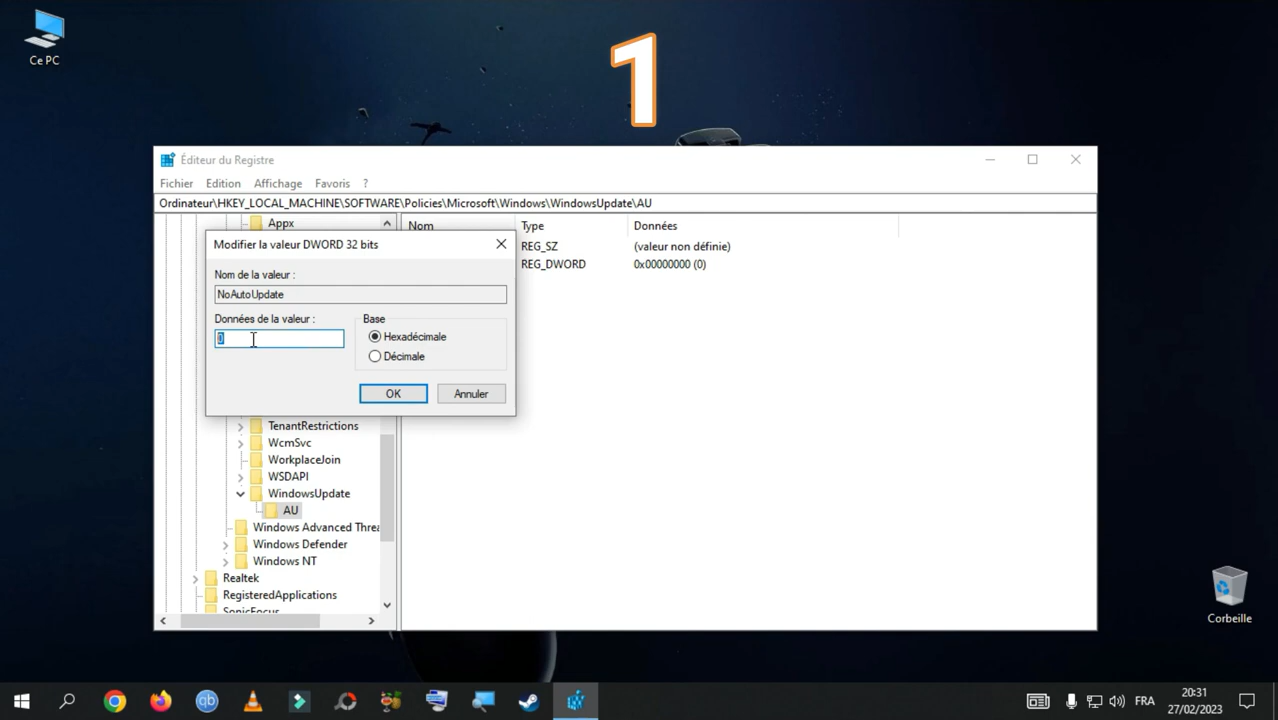 Ce PC
1
Éditeur du Registre
Fichier Edition Affichage Favoris ?
Ordinateur\HKEY_LOCAL_MACHINE\SOFTWARE\Policies\Microsoft\Windows\WindowsUpdate\AU
Appx
Nom Type Données
REG_SZ (valeur non définie)
REG_DWORD 0x00000000 (0)
Modifier la valeur DWORD 32 bits
Nom de la valeur :
NoAutoUpdate
Données de la valeur :
0
Base
Hexadécimale
Décimale
OK Annuler
TenantRestrictions
WcmSvc
WorkplaceJoin
WSDAPI
WindowsUpdate
AU
Windows Advanced Threa
Windows Defender
Windows NT
Realtek
RegisteredApplications
SonicFocus
Corbeille
qb
FRA
20:31
27/02/2023